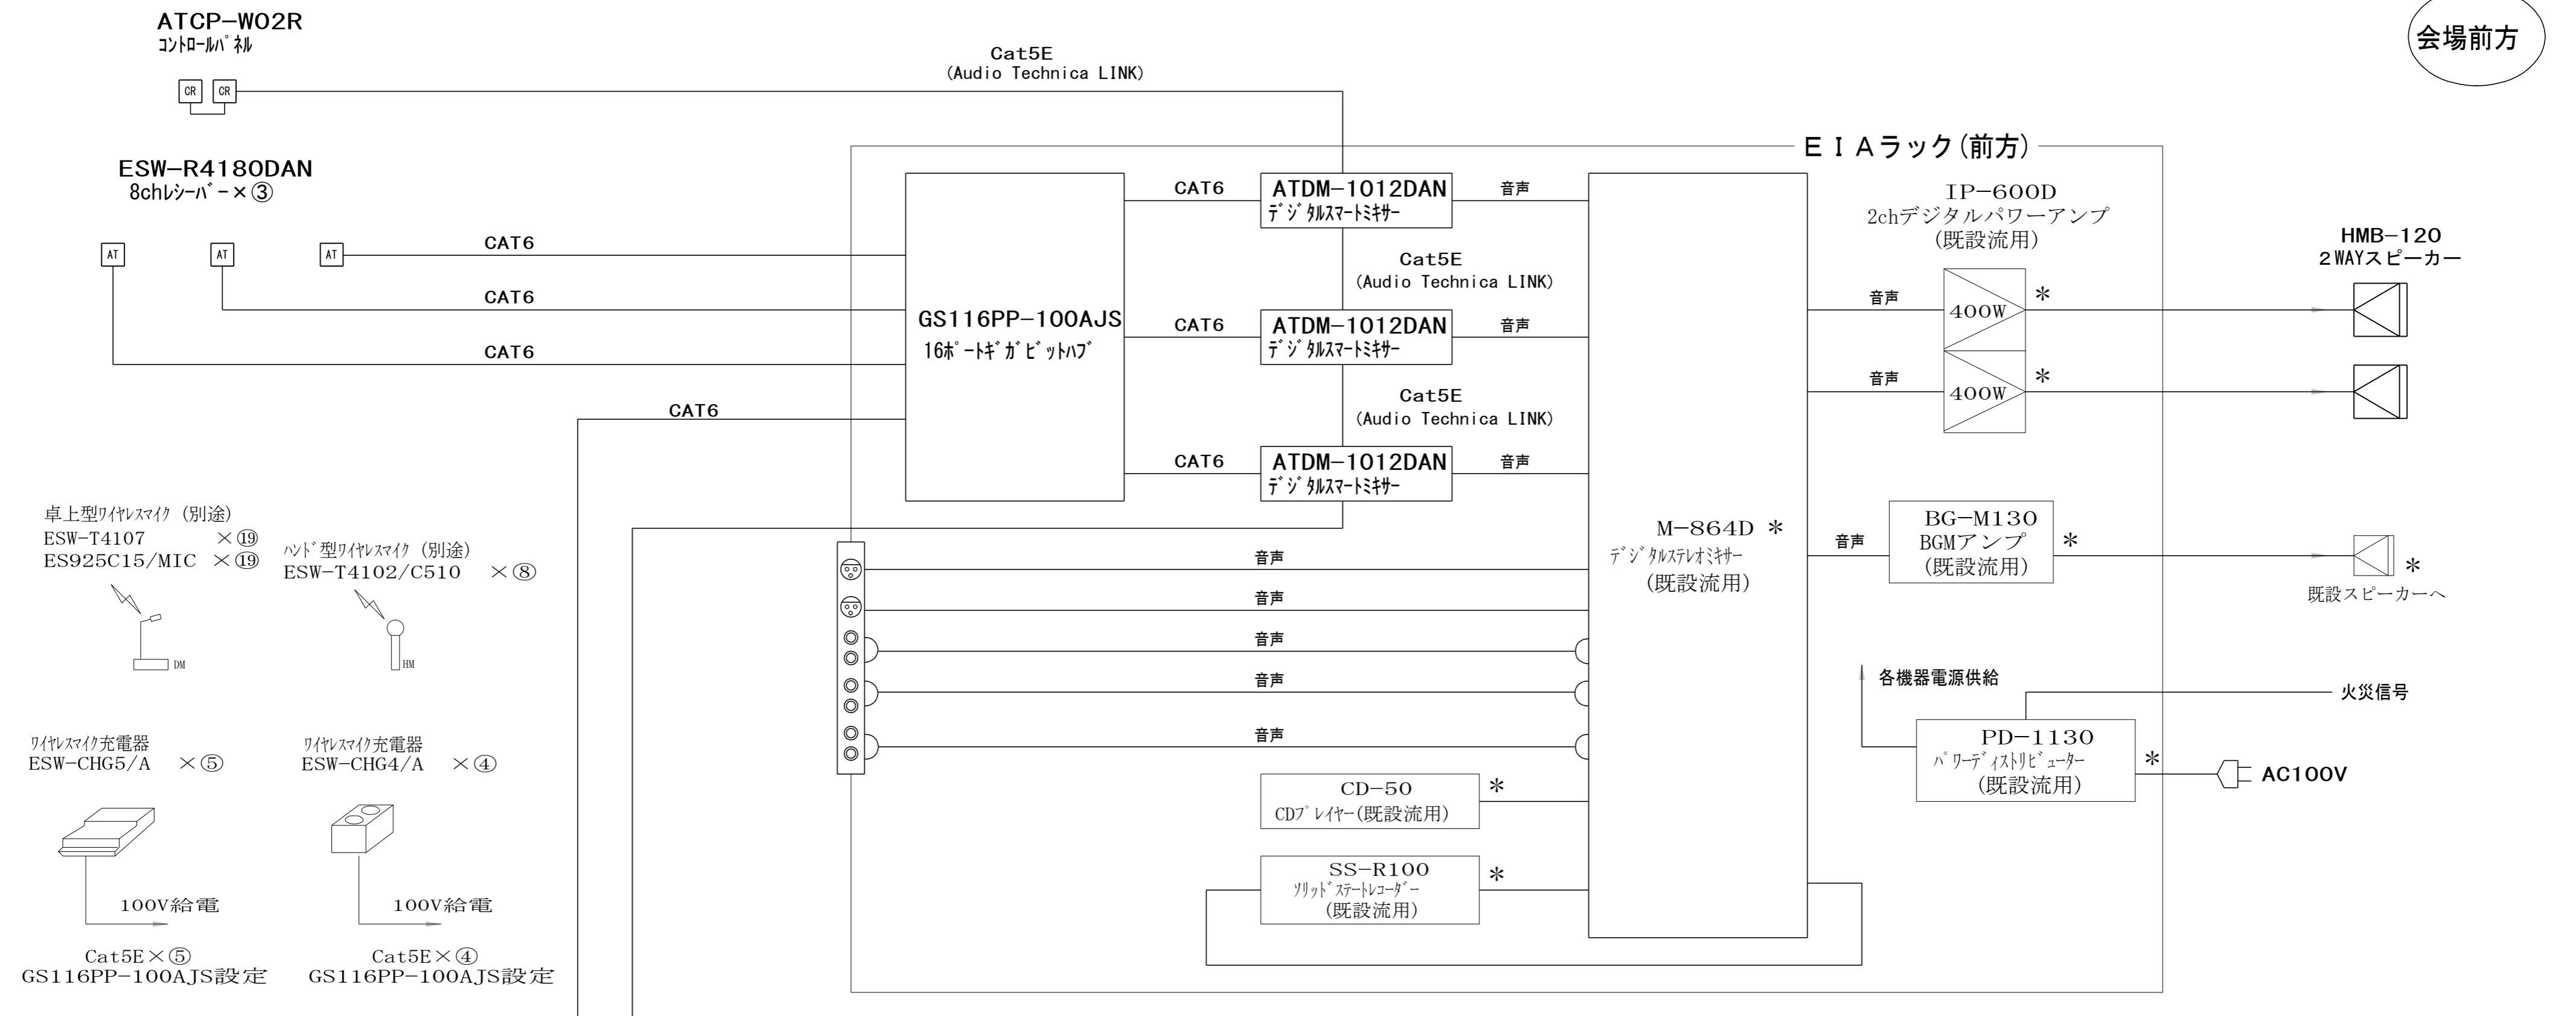 ATCP-W02R
ｺﾝﾄﾛｰﾙﾊﾟﾈﾙ
Cat5E
(Audio Technica LINK)
会場前方
CR
CR
ＥＩＡラック(前方)
ESW-R4180DAN
8chﾚｼｰﾊﾞｰ×③
AT
AT
AT
CAT6
CAT6
CAT6
CAT6
GS116PP-100AJS
16ﾎﾟｰﾄｷﾞｶﾞﾋﾞｯﾄﾊﾌﾞ
CAT6
ATDM-1012DAN
ﾃﾞｼﾞﾀﾙｽﾏｰﾄﾐｷｻｰ
音声
Cat5E
(Audio Technica LINK)
CAT6
ATDM-1012DAN
ﾃﾞｼﾞﾀﾙｽﾏｰﾄﾐｷｻｰ
音声
Cat5E
(Audio Technica LINK)
CAT6
ATDM-1012DAN
ﾃﾞｼﾞﾀﾙｽﾏｰﾄﾐｷｻｰ
音声
M-864D *
ﾃﾞｼﾞﾀﾙｽﾃﾚｵﾐｷｻｰ
(既設流用)
IP-600D
2chデジタルパワーアンプ
(既設流用)
音声
400W
*
音声
400W
*
HMB-120
２WAYスピーカー
音声
BG-M130
BGMアンプ
(既設流用)
*
*
既設スピーカーへ
卓上型ﾜｲﾔﾚｽﾏｲｸ (別途)
ESW-T4107 ×⑲
ES925C15/MIC ×⑲
DM
ﾊﾝﾄﾞ型ﾜｲﾔﾚｽﾏｲｸ (別途)
ESW-T4102/C510 ×⑧
HM
音声
音声
音声
音声
音声
各機器電源供給
火災信号
PD-1130
ﾊﾟﾜｰﾃﾞｨｽﾄﾘﾋﾞｭｰﾀｰ
(既設流用)
*
AC100V
ﾜｲﾔﾚｽﾏｲｸ充電器
ESW-CHG5/A ×⑤
100V給電
Cat5E×⑤
GS116PP-100AJS設定
ﾜｲﾔﾚｽﾏｲｸ充電器
ESW-CHG4/A ×④
100V給電
Cat5E×④
GS116PP-100AJS設定
CD-50
CDﾌﾟﾚｲﾔｰ(既設流用)
*
SS-R100
ｿﾘｯﾄﾞｽﾃｰﾄﾚｺｰﾀﾞｰ
(既設流用)
*